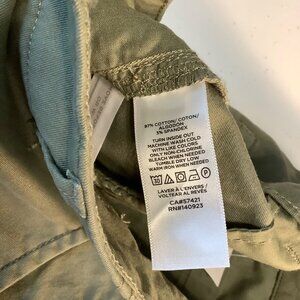 97% COTTON/ COTON/
ALGODON
3% SPANDEX
TURN INSIDE OUT
MACHINE WASH COLD
WITH LIKE COLORS
ONLY NON-CHLORINE
BLEACH WHEN NEEDED
TUMBLE DRY LOW
WARM IRON WHEN NEEDED
LAVER À L'ENVERS /
VOLTEAR AL REVÉS
CA#57421
RN#140923